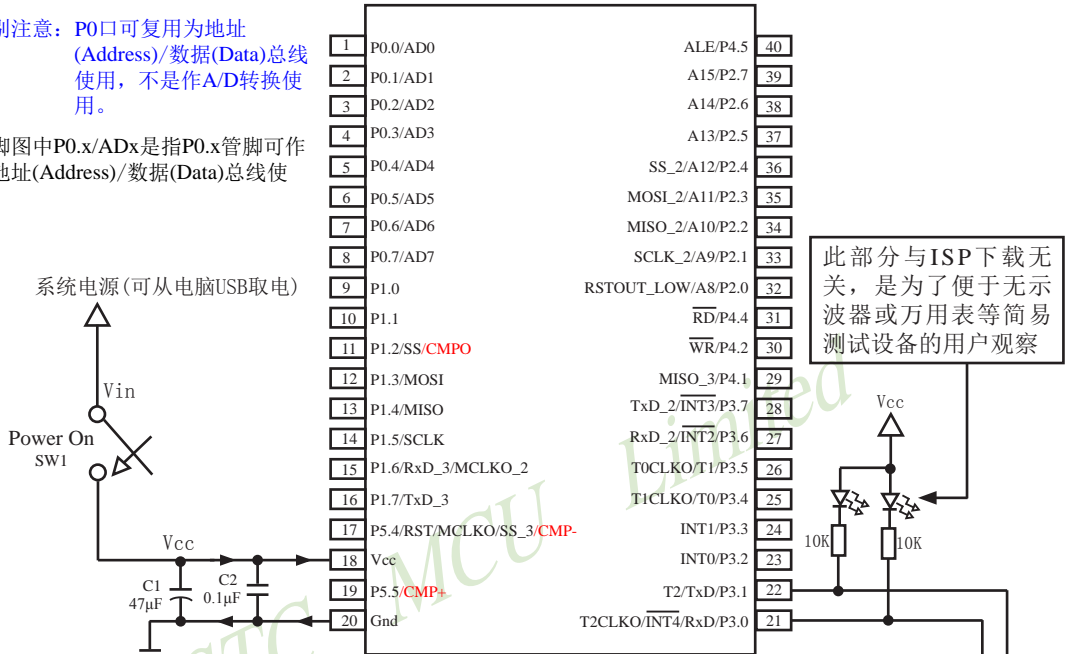 别注意：P0口可复用为地址
(Address)/数据(Data)总线
使用，不是作A/D转换使
用。
脚图中P0.x/ADx是指P0.x管脚可作
地址(Address)/数据(Data)总线使
系统电源(可从电脑USB取电)
Vin
Power On
SW1
Vcc
C1
47μF
C2
0.1μF
1 P0.0/AD0
2 P0.1/AD1
3 P0.2/AD2
4 P0.3/AD3
5 P0.4/AD4
6 P0.5/AD5
7 P0.6/AD6
8 P0.7/AD7
9 P1.0
10 P1.1
11 P1.2/SS/CMPO
12 P1.3/MOSI
13 P1.4/MISO
14 P1.5/SCLK
15 P1.6/RxD_3/MCLKO_2
16 P1.7/TxD_3
17 P5.4/RST/MCLKO/SS_3/CMP-
18 Vcc
19 P5.5/CMP+
20 Gnd
ALE/P4.5 40
A15/P2.7 39
A14/P2.6 38
A13/P2.5 37
SS_2/A12/P2.4 36
MOSI_2/A11/P2.3 35
MISO_2/A10/P2.2 34
SCLK_2/A9/P2.1 33
RSTOUT_LOW/A8/P2.0 32
RD/P4.4 31
WR/P4.2 30
MISO_3/P4.1 29
TxD_2/INT3/P3.7 28
RxD_2/INT2/P3.6 27
T0CLKO/T1/P3.5 26
T1CLKO/T0/P3.4 25
INT1/P3.3 24
INT0/P3.2 23
T2/TxD/P3.1 22
T2CLKO/INT4/RxD/P3.0 21
此部分与ISP下载无
关，是为了便于无示
波器或万用表等简易
测试设备的用户观察
Vcc
10K
10K
STC MCU Limited